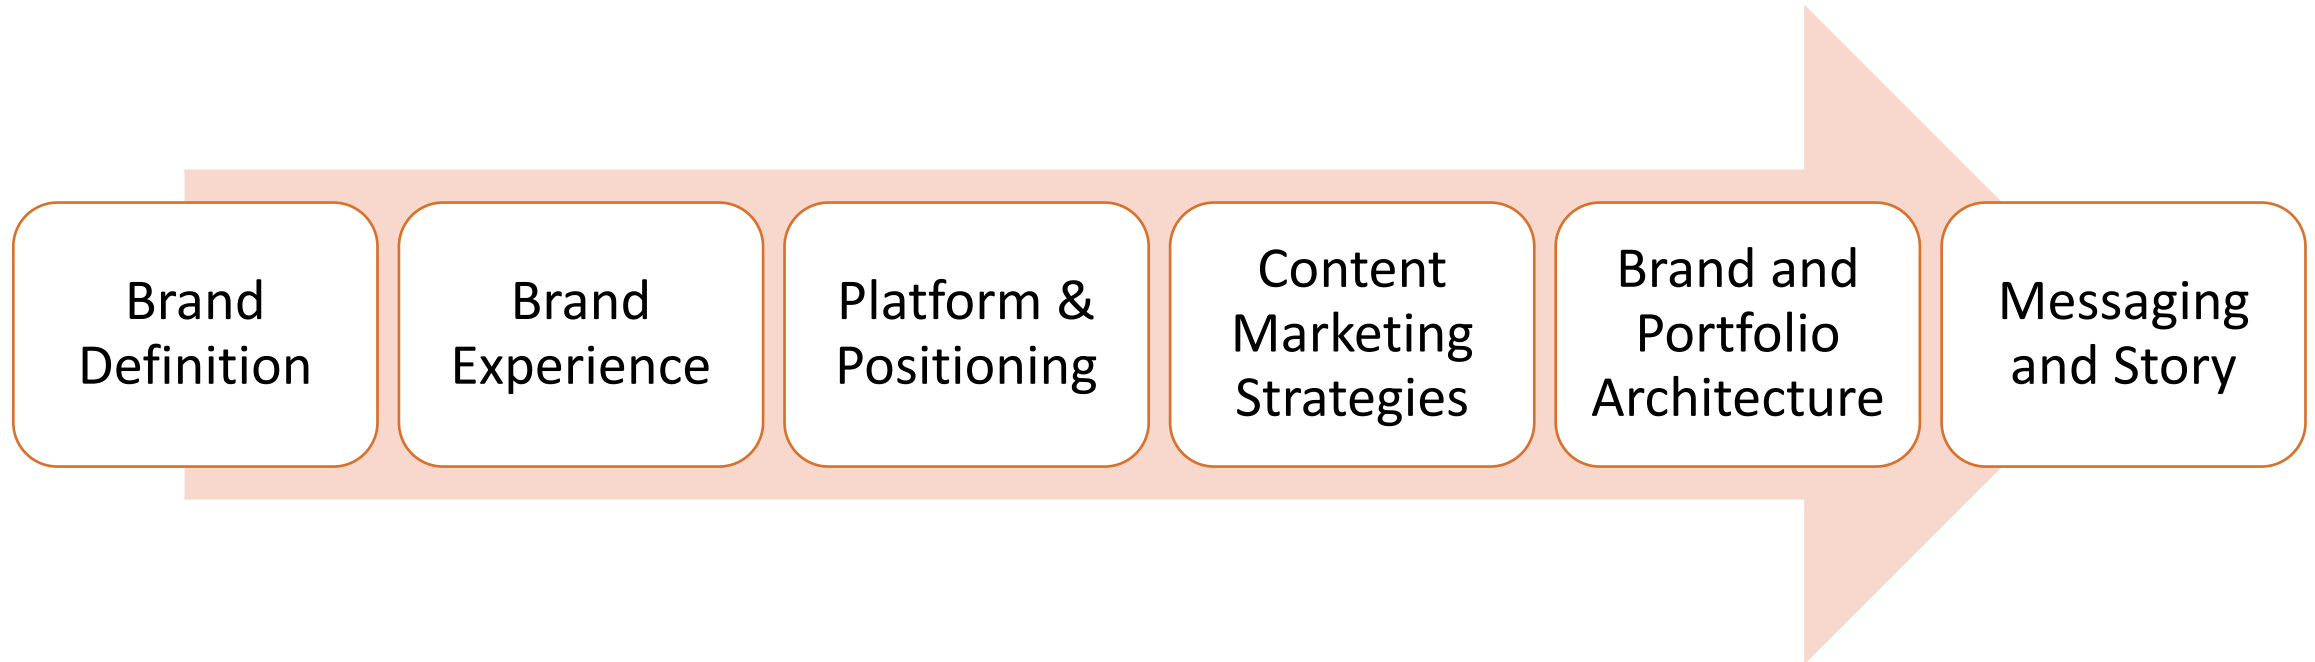 Brand
Definition
Brand
Experience
Platform &
Positioning
Content
Marketing
Strategies
Brand and
Portfolio
Architecture
Messaging
and Story